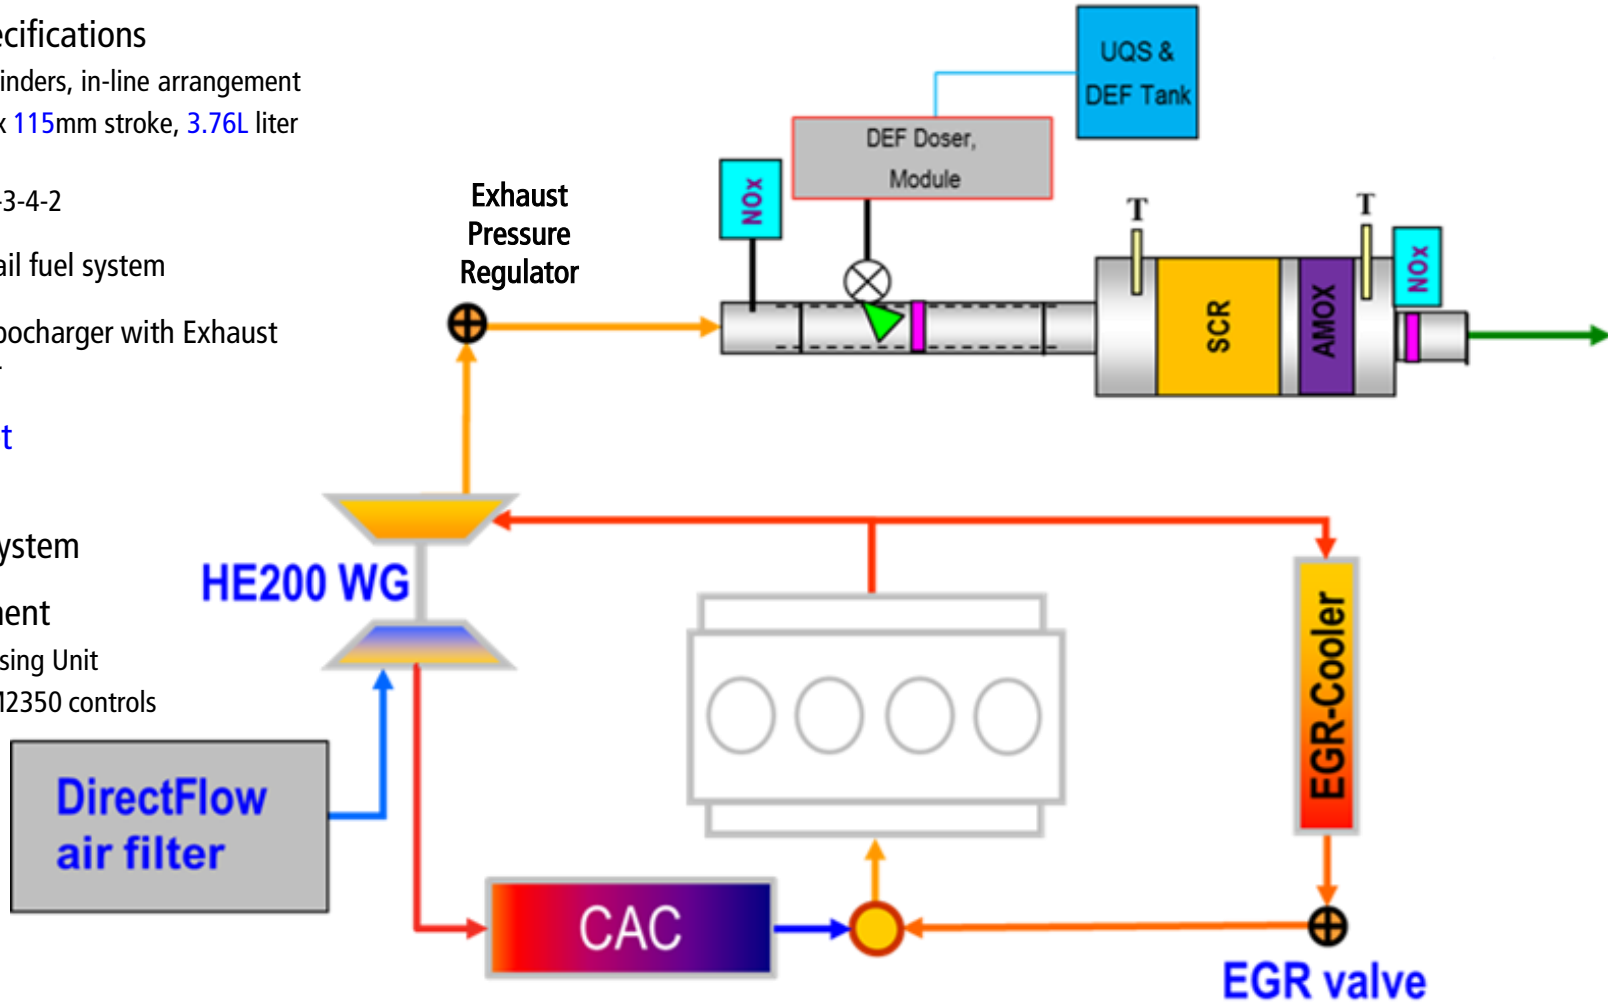 ecifications
inders, in-line arrangement
x 115mm stroke, 3.76L liter
-3-4-2
ail fuel system
bocharger with Exhaust
t
ystem
nent
sing Unit
M2350 controls
Exhaust
Pressure
Regulator
NOx
DEF Doser,
Module
UQS &
DEF Tank
T
T
NOx
SCR
AMOX
HE200 WG
DirectFlow
air filter
CAC
EGR-Cooler
EGR valve